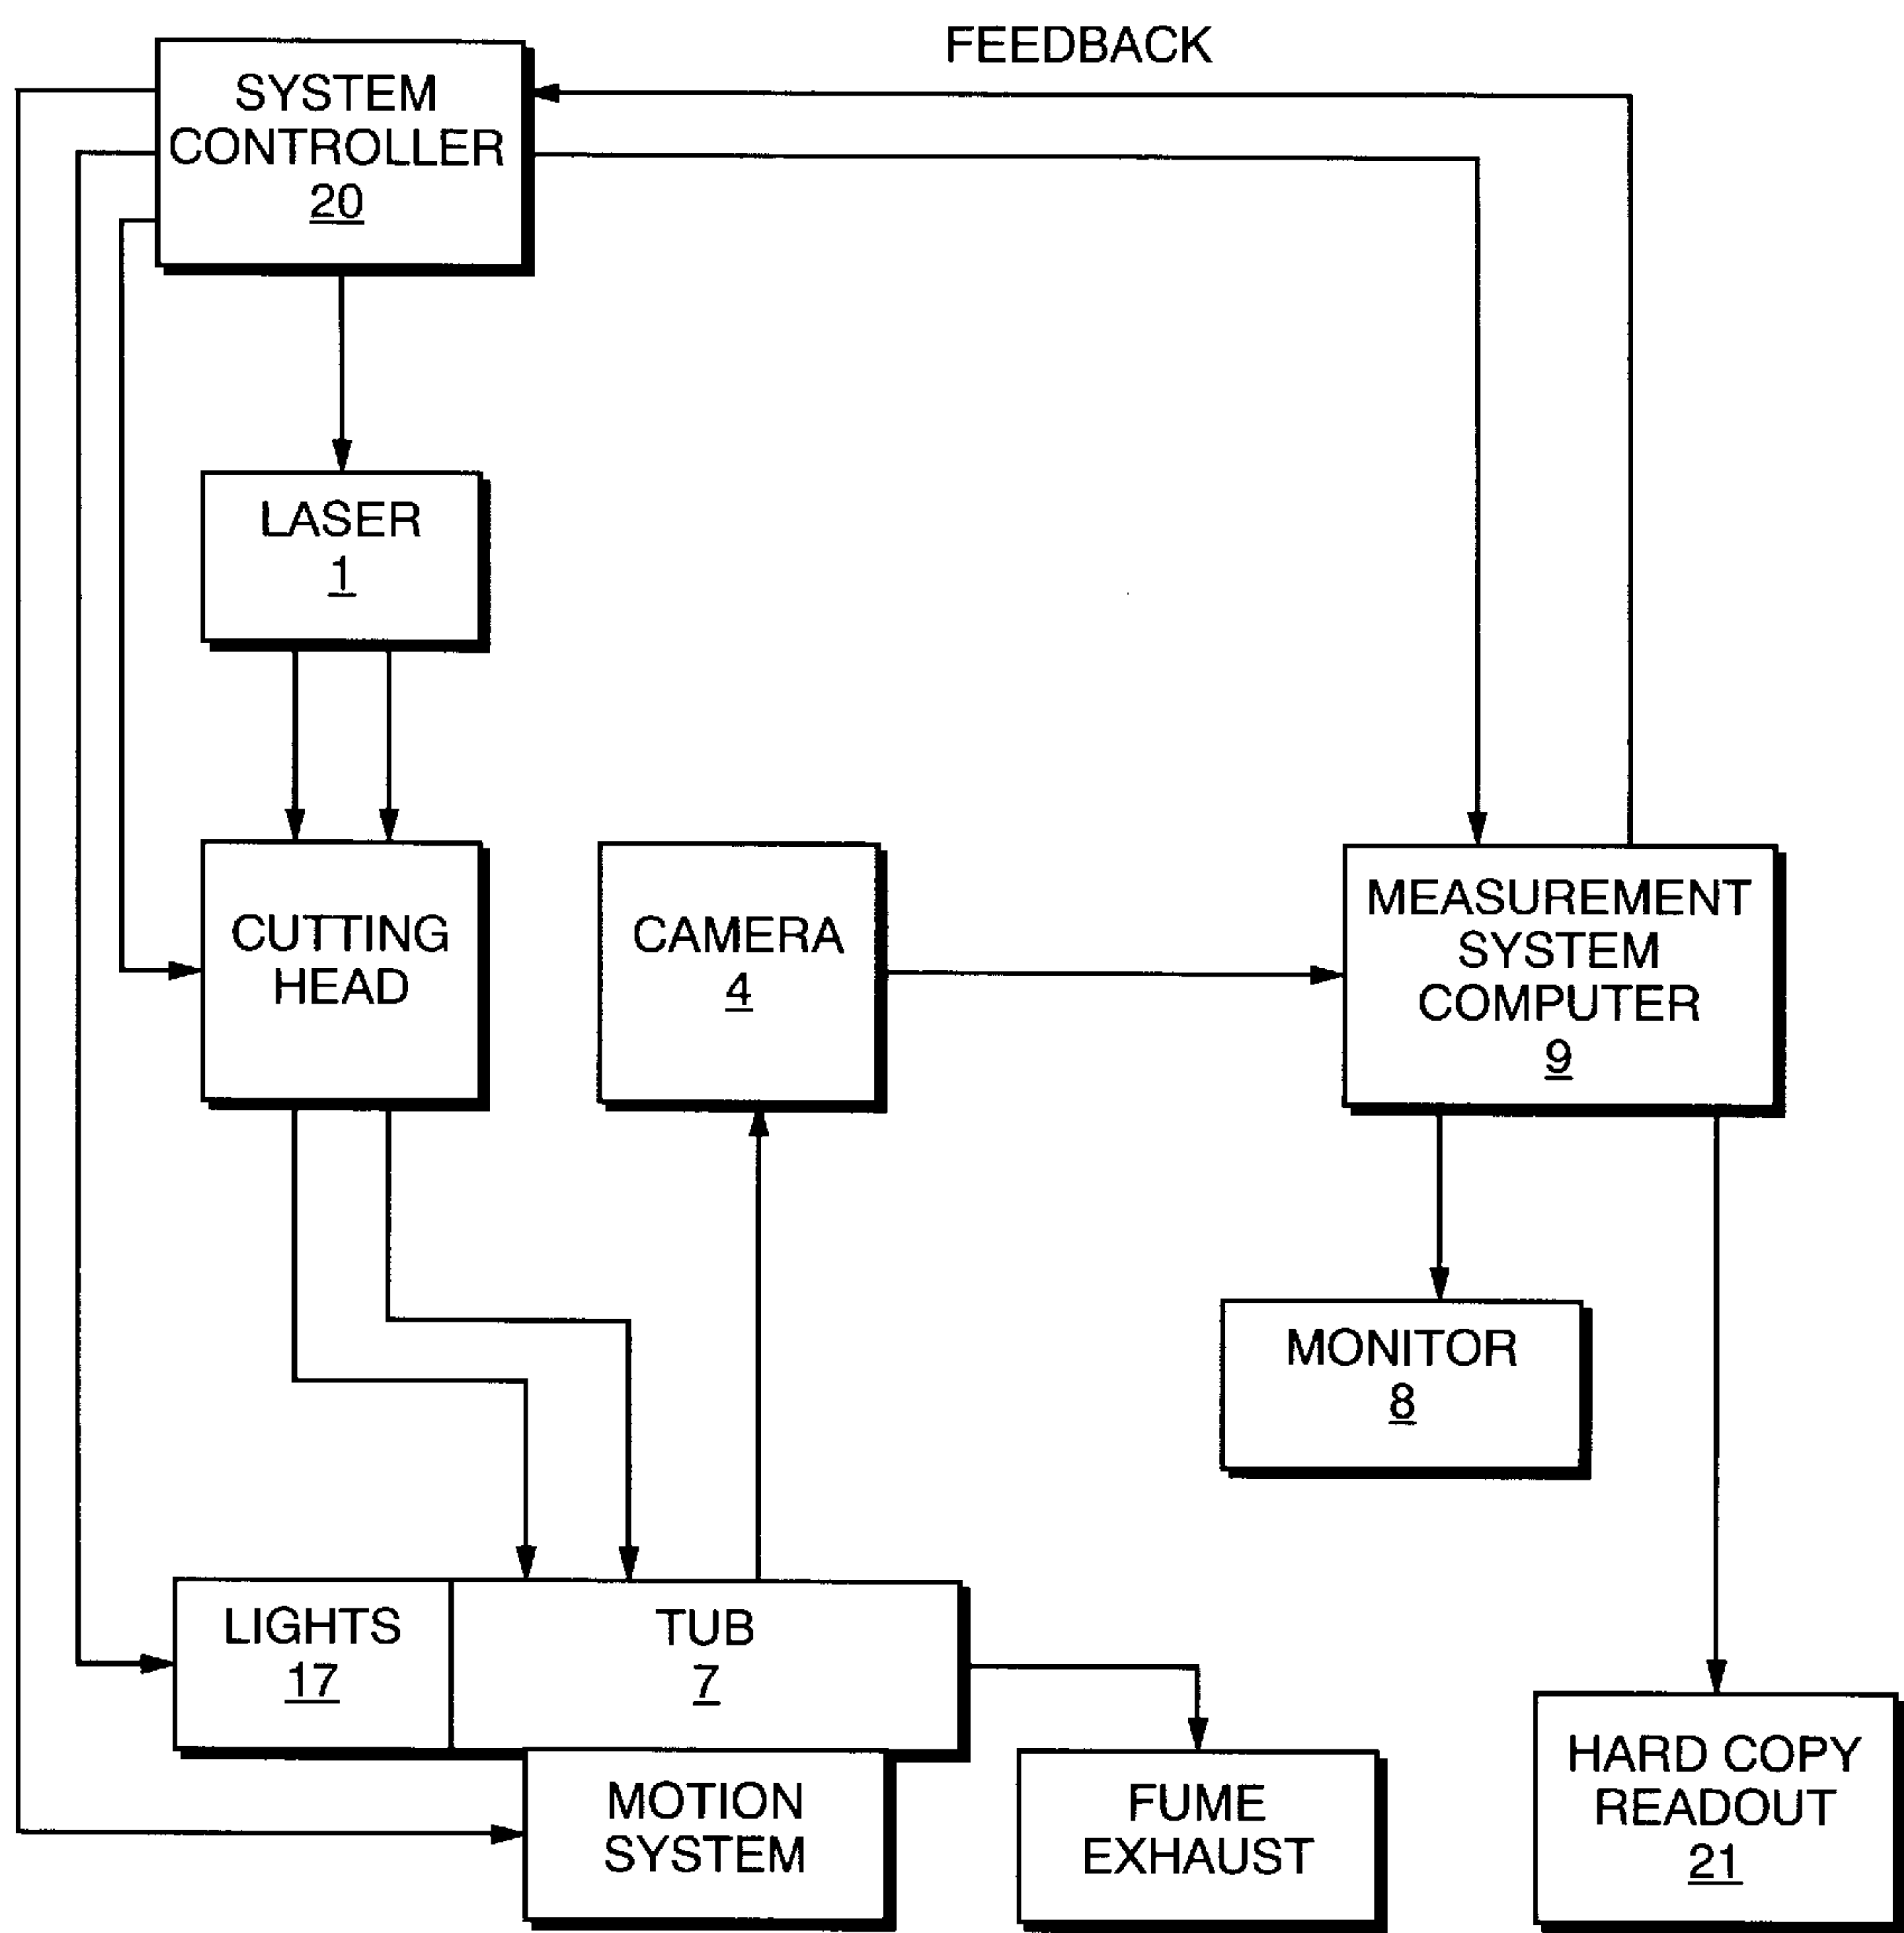 FEEDBACK
SYSTEM
CONTROLLER
20
LASER
1
CUTTING
HEAD
CAMERA
4
MEASUREMENT
SYSTEM
COMPUTER
9
MONITOR
8
LIGHTS
17
TUB
7
MOTION
SYSTEM
FUME
EXHAUST
HARD COPY
READOUT
21